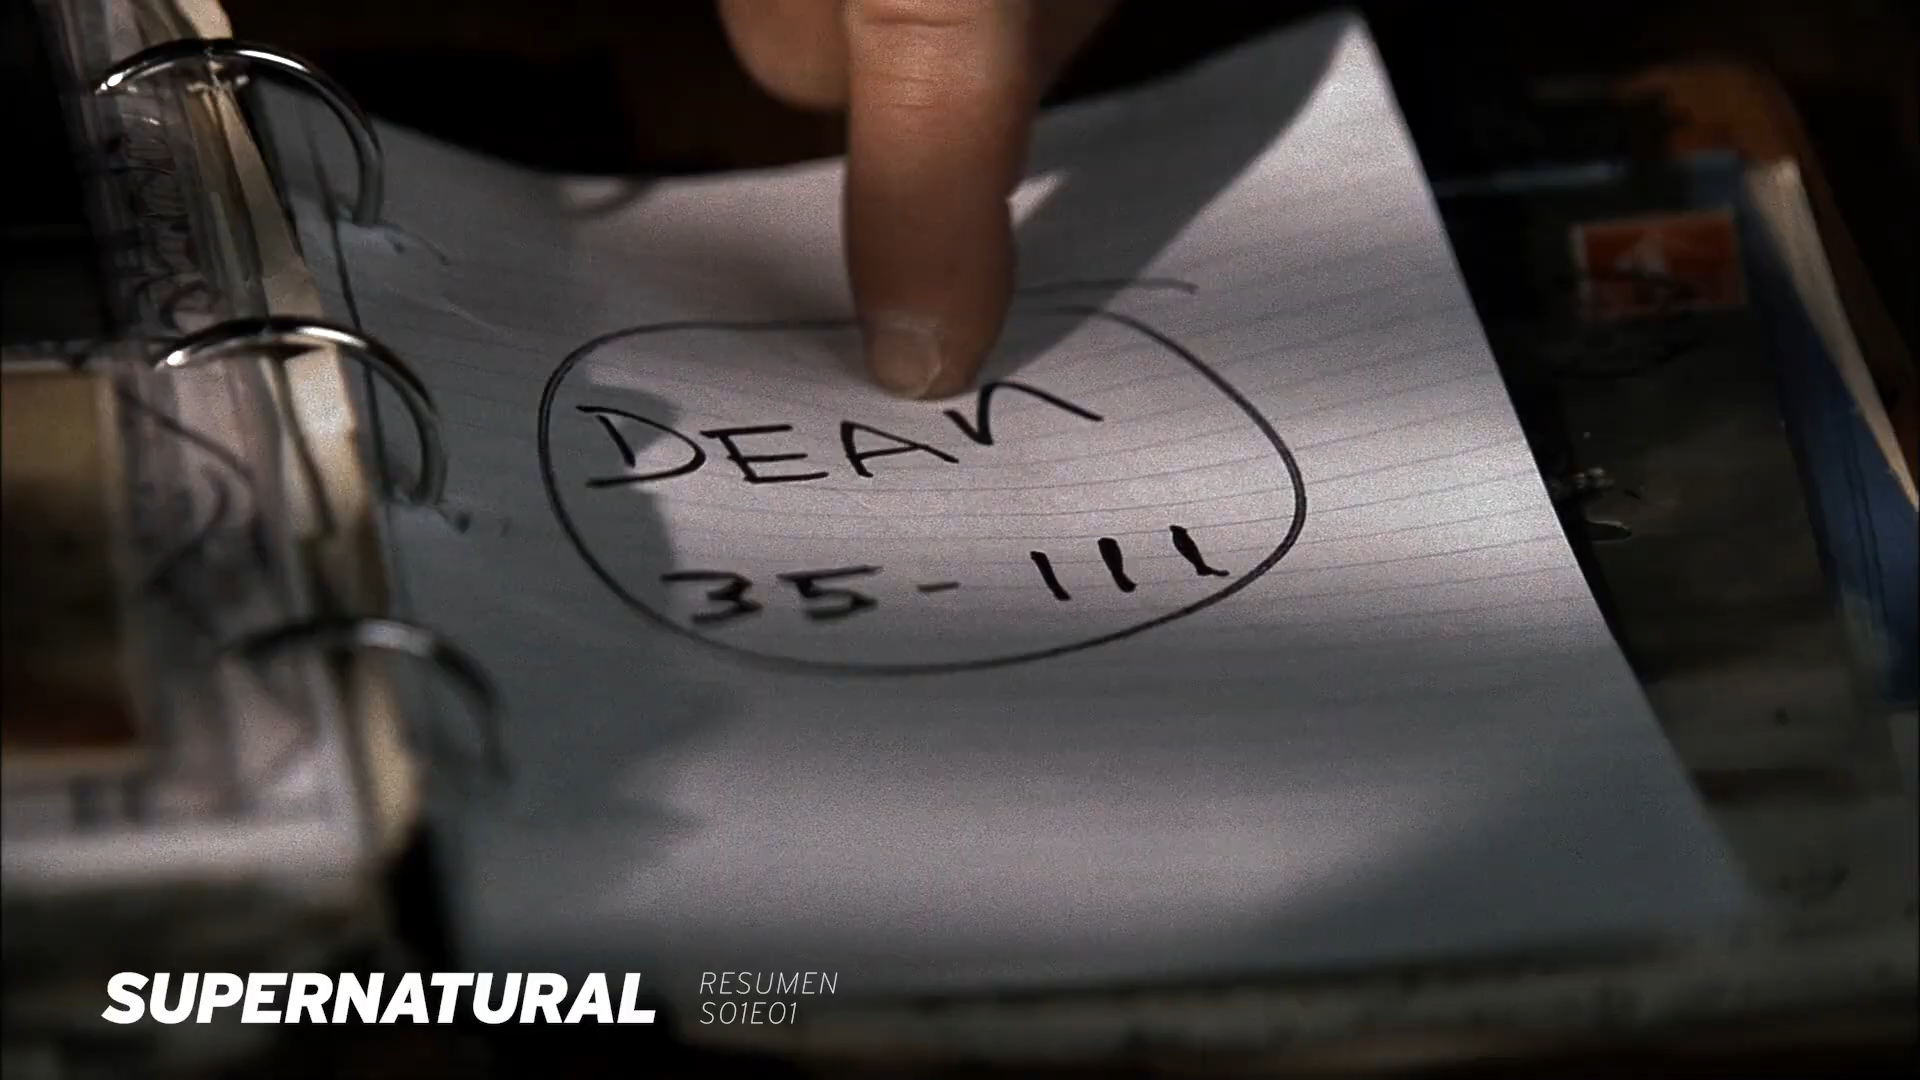 DEAN
35-111
SUPERNATURAL
RESUMEN
S01E01